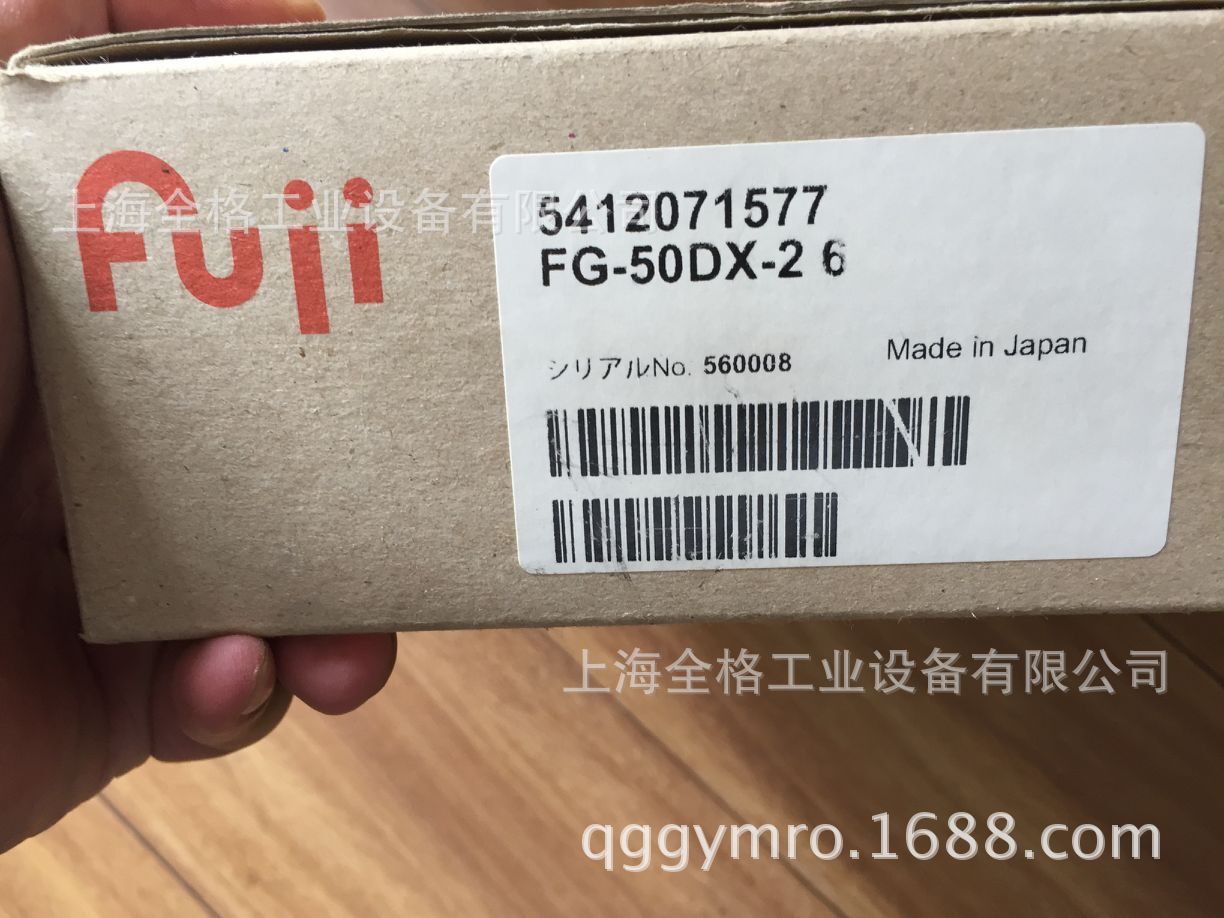 Fuji
上海全格工业设备有限公司
5412071577
FG-50DX-2 6
シリアルNo. 560008
Made in Japan
上海全格工业设备有限公司
qggymro.1688.com